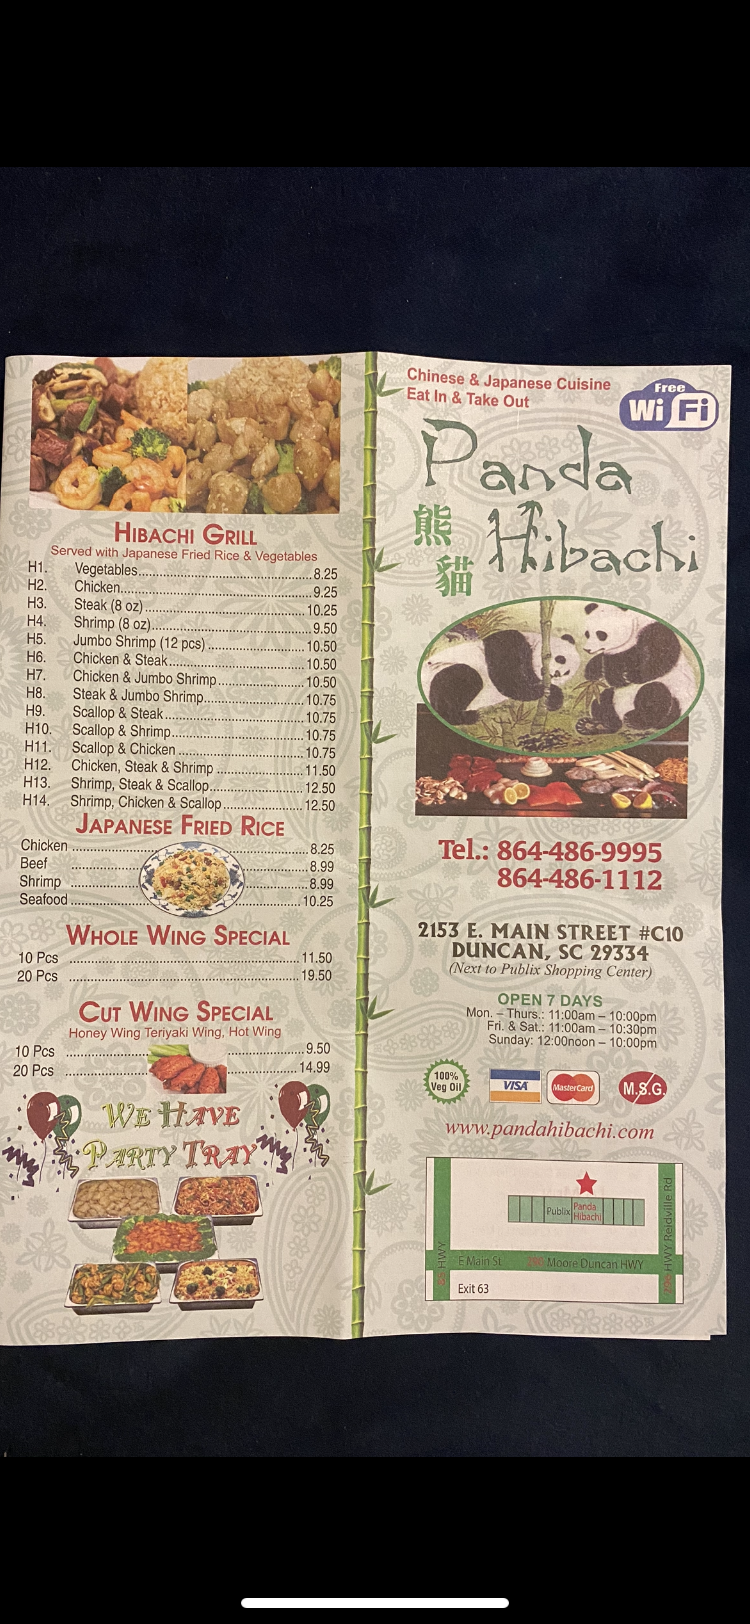 HIBACHI GRILL
Served with Japanese Fried Rice & Vegetables
H1. Vegetables 8.25
H2. Chicken 9.25
H3. Steak (8 oz) 10.25
H4. Shrimp (8 oz) 9.50
H5. Jumbo Shrimp (12 pcs) 10.50
H6. Chicken & Steak 10.50
H7. Chicken & Jumbo Shrimp 10.50
H8. Steak & Jumbo Shrimp 10.75
H9. Scallop & Steak 10.75
H10. Scallop & Shrimp 10.75
H11. Scallop & Chicken 10.75
H12. Chicken, Steak & Shrimp 11.50
H13. Shrimp, Steak & Scallop 12.50
H14. Shrimp, Chicken & Scallop 12.50
JAPANESE FRIED RICE
Chicken 8.25
Beef 8.99
Shrimp 8.99
Seafood 10.25
WHOLE WING SPECIAL
10 Pcs 11.50
20 Pcs 19.50
CUT WING SPECIAL
Honey Wing Teriyaki Wing, Hot Wing
10 Pcs 9.50
20 Pcs 14.99
WE HAVE
PARTY TRAY
Chinese & Japanese Cuisine
Eat In & Take Out
Free
Wi Fi
Panda
熊
貓
Hibachi
Tel.: 864-486-9995
864-486-1112
2153 E. MAIN STREET #C10
DUNCAN, SC 29334
(Next to Publix Shopping Center)
OPEN 7 DAYS
Mon. – Thurs.: 11:00am – 10:00pm
Fri. & Sat.: 11:00am – 10:30pm
Sunday: 12:00noon – 10:00pm
100%
Veg Oil
VISA
MasterCard
M.S.G.
www.pandahibachi.com
Publix
Panda
Hibachi
HWY
E Main St
Moore Duncan HWY
HWY Reidville Rd
Exit 63